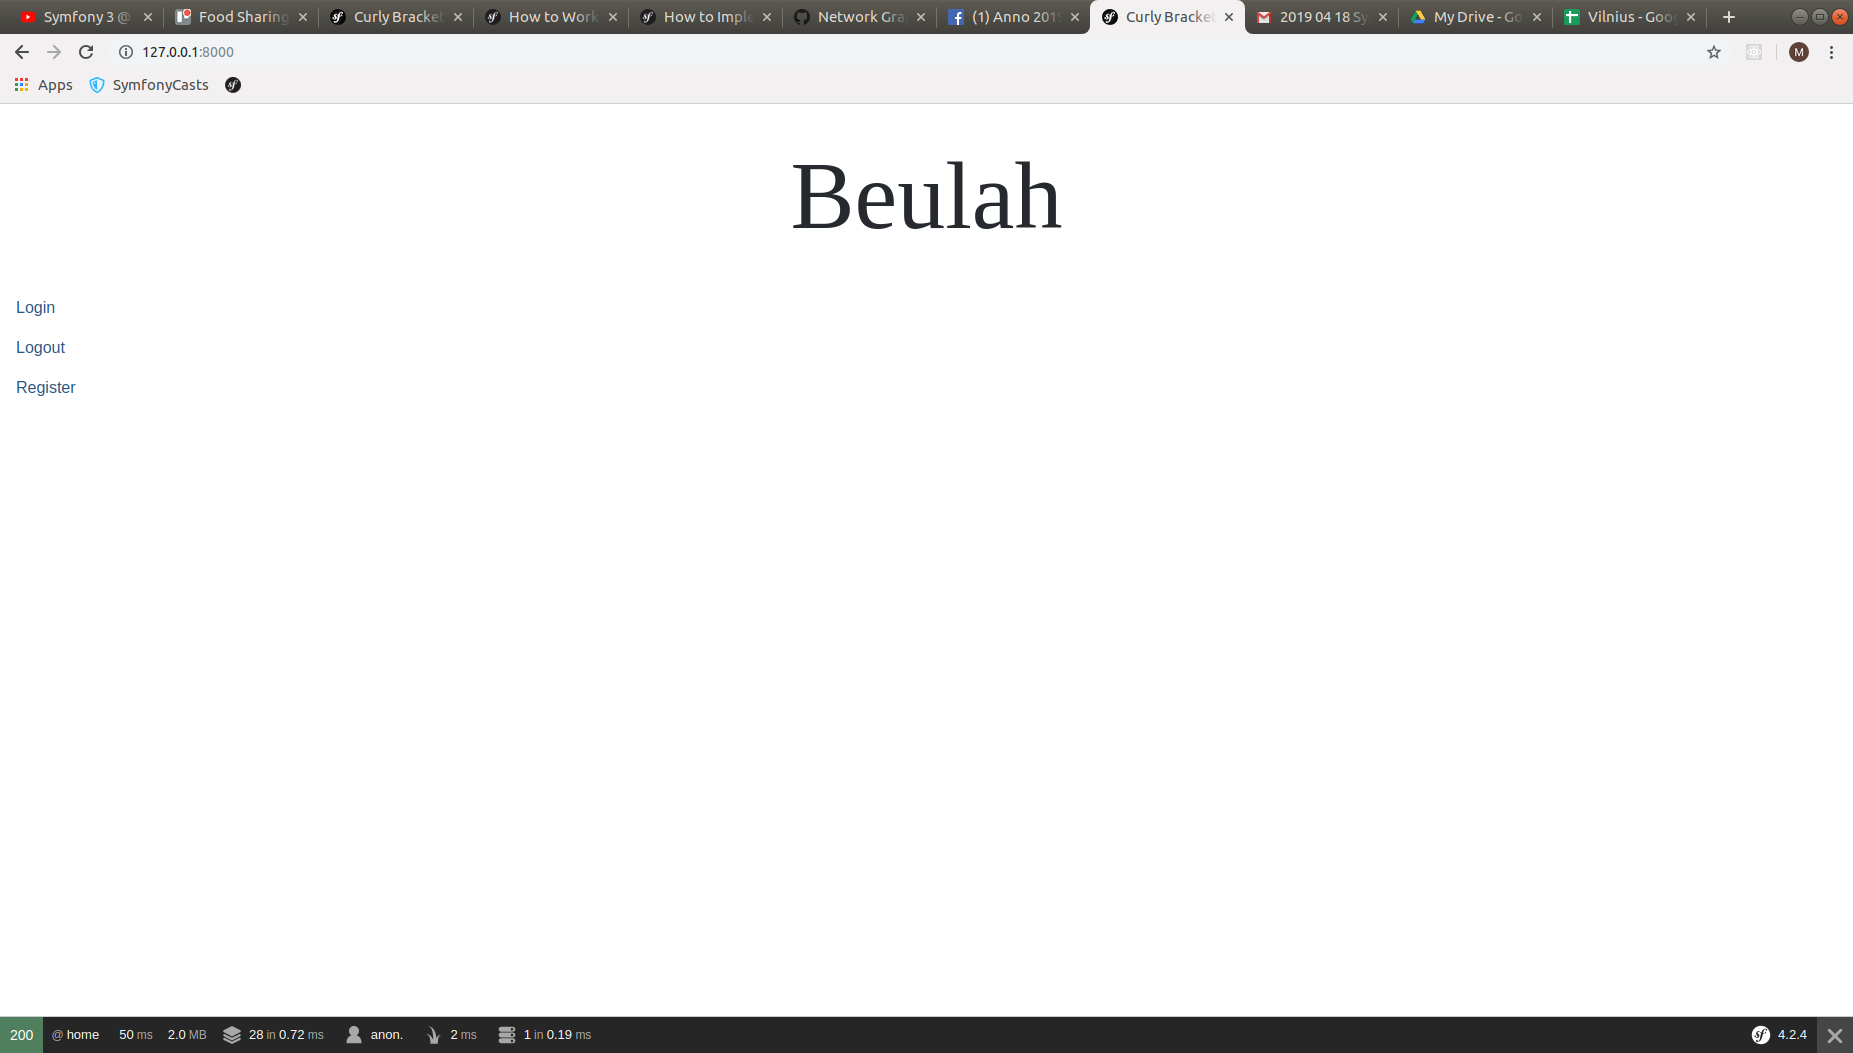 Symfony 3 @ Food Sharing Curly Bracket How to Work How to Imple Network Gra (1) Anno 2019 Curly Bracket 2019 04 18 Sy My Drive - Go Vilnius - Goog
127.0.0.1:8000 M
Apps SymfonyCasts
Beulah
Login
Logout
Register
200 @ home 50 ms 2.0 MB 28 in 0.72 ms anon. 2 ms 1 in 0.19 ms sf 4.2.4